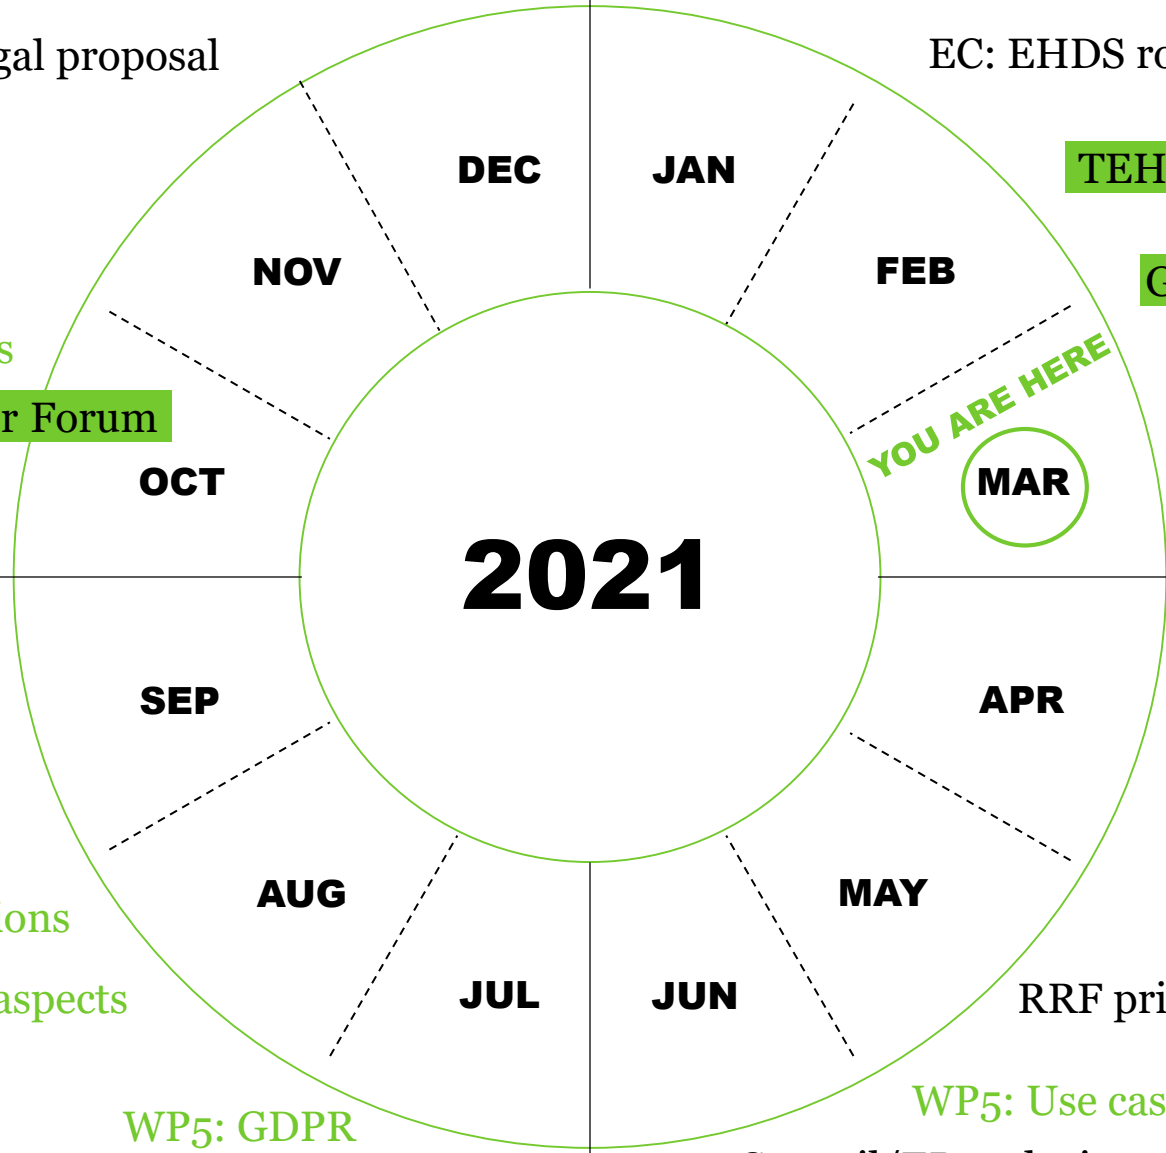 gal proposal
EC: EHDS ro
DEC
JAN
TEH
NOV
FEB
G
s
YOU ARE HERE
r Forum
OCT
MAR
2021
SEP
APR
AUG
MAY
ions
JUL
JUN
aspects
RRF pri
WP5: Use cas
WP5: GDPR